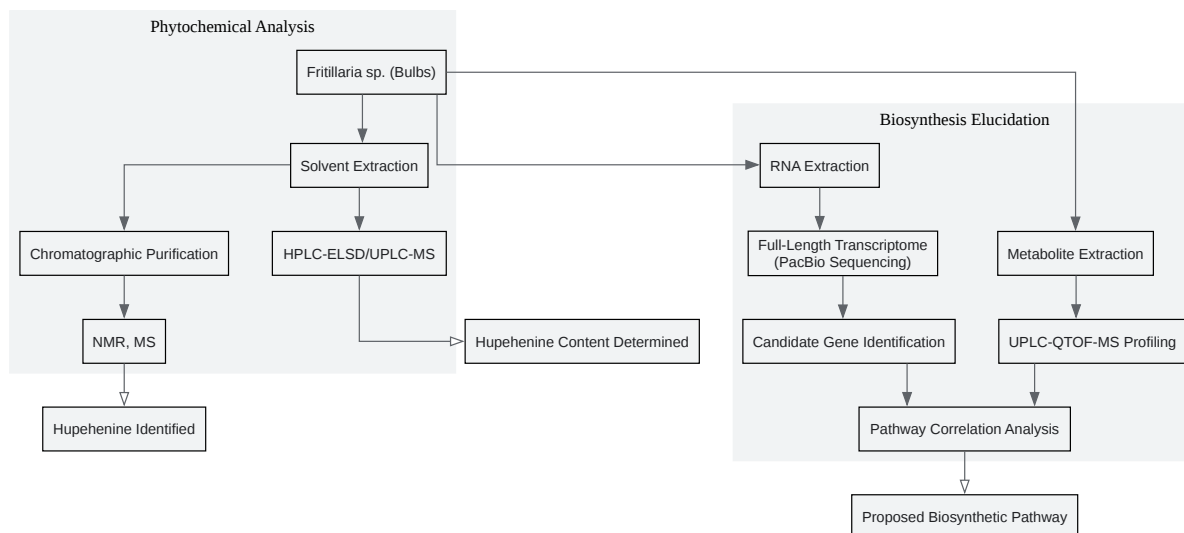 Phytochemical Analysis
Fritillaria sp. (Bulbs)
Solvent Extraction
Chromatographic Purification
HPLC-ELSD/UPLC-MS
NMR, MS
Hupehenine Content Determined
Hupehenine Identified
Biosynthesis Elucidation
RNA Extraction
Full-Length Transcriptome
(PacBio Sequencing)
Metabolite Extraction
Candidate Gene Identification
UPLC-QTOF-MS Profiling
Pathway Correlation Analysis
Proposed Biosynthetic Pathway